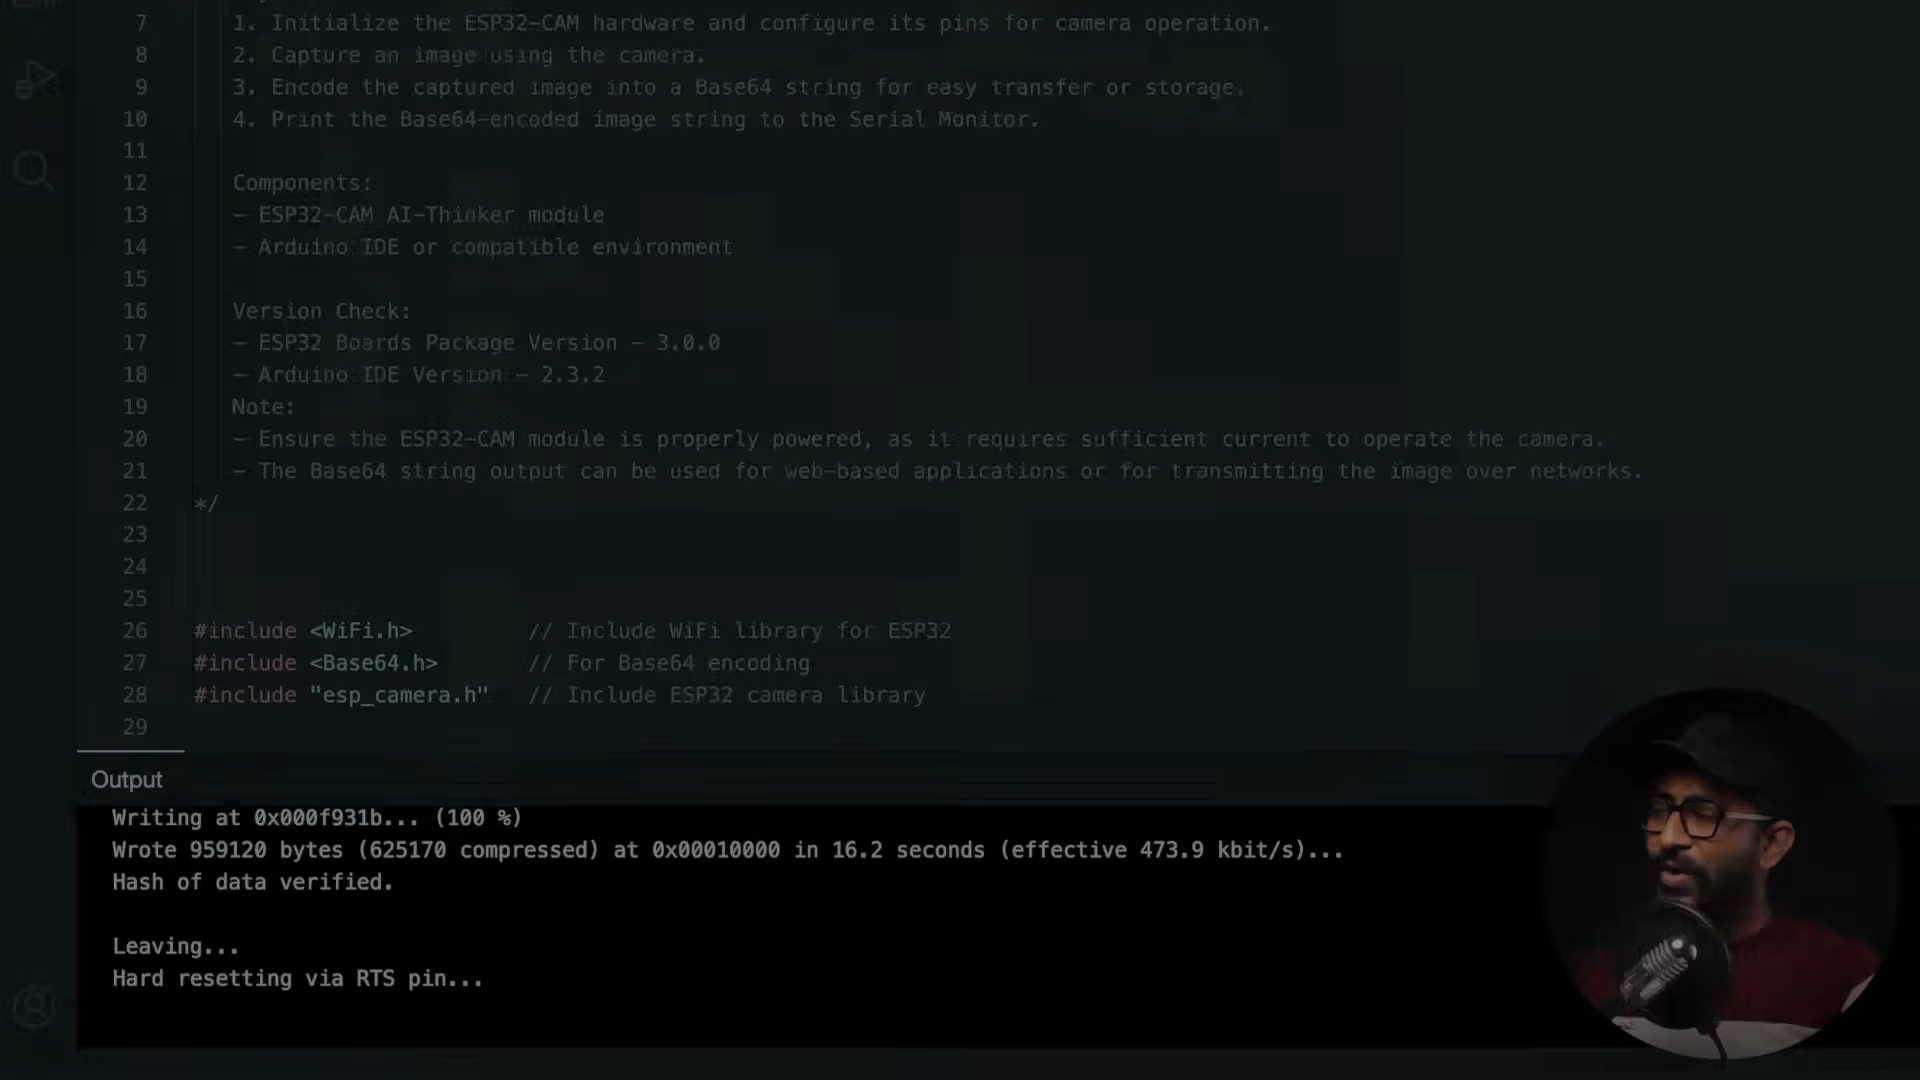 7 1. Initialize the ESP32-CAM hardware and configure its pins for camera operation.
8 2. Capture an image using the camera.
9 3. Encode the captured image into a Base64 string for easy transfer or storage.
10 4. Print the Base64-encoded image string to the Serial Monitor.
11
12 Components:
13 - ESP32-CAM AI-Thinker module
14 - Arduino IDE or compatible environment
15
16 Version Check:
17 - ESP32 Boards Package Version - 3.0.0
18 - Arduino IDE Version - 2.3.2
19 Note:
20 - Ensure the ESP32-CAM module is properly powered, as it requires sufficient current to operate the camera.
21 - The Base64 string output can be used for web-based applications or for transmitting the image over networks.
22 */
23
24
25
26 #include <WiFi.h> // Include WiFi library for ESP32
27 #include <Base64.h> // For Base64 encoding
28 #include "esp_camera.h" // Include ESP32 camera library
29
Output
Writing at 0x000f931b... (100 %)
Wrote 959120 bytes (625170 compressed) at 0x00010000 in 16.2 seconds (effective 473.9 kbit/s)...
Hash of data verified.
Leaving...
Hard resetting via RTS pin...